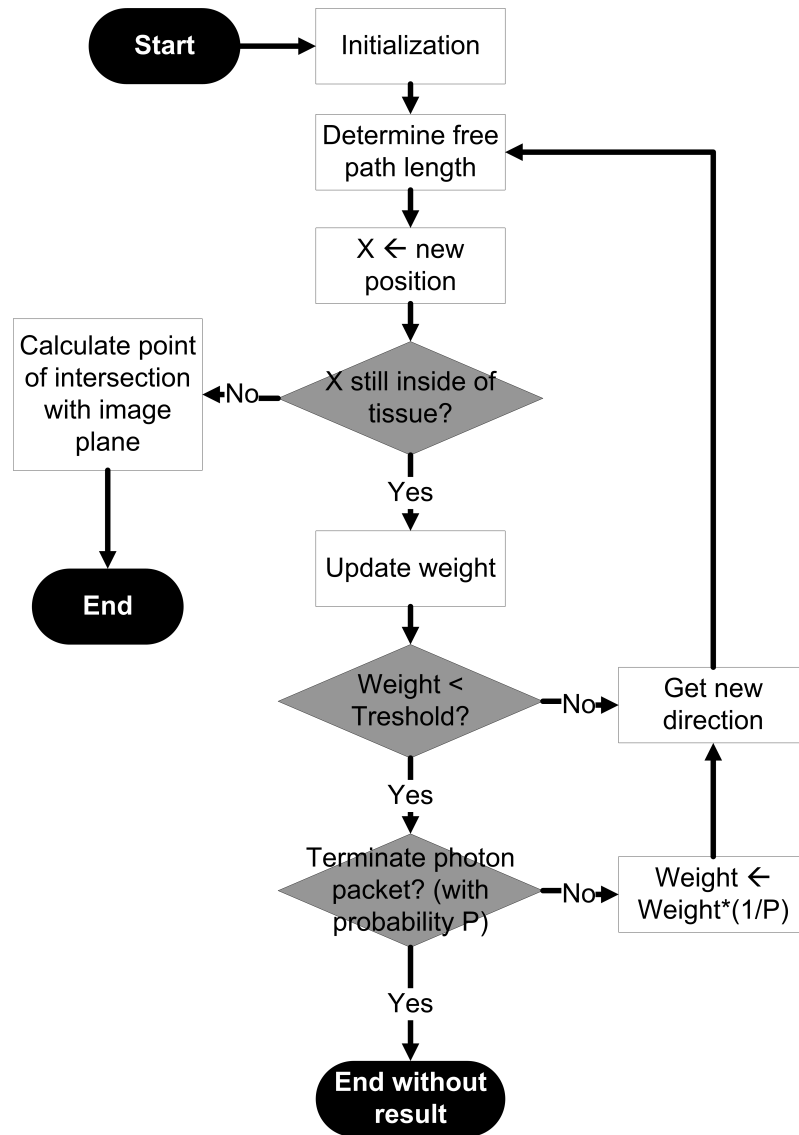 Start
Initialization
Determine free
path length
X ← new
position
Calculate point
of intersection
with image
plane
No
X still inside of
tissue?
Yes
End
Update weight
Weight <
Treshold?
No
Get new
direction
Yes
Terminate photon
packet? (with
probability P)
No
Weight ←
Weight*(1/P)
Yes
End without
result